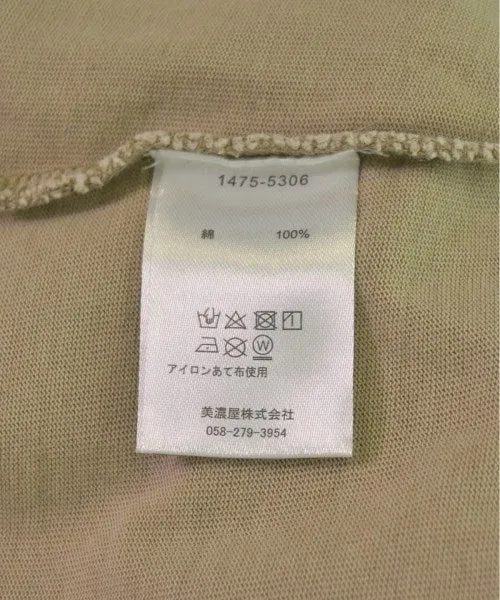 1475-5306
綿 100%
W
アイロンあて布使用
美濃屋株式会社
058-279-3954